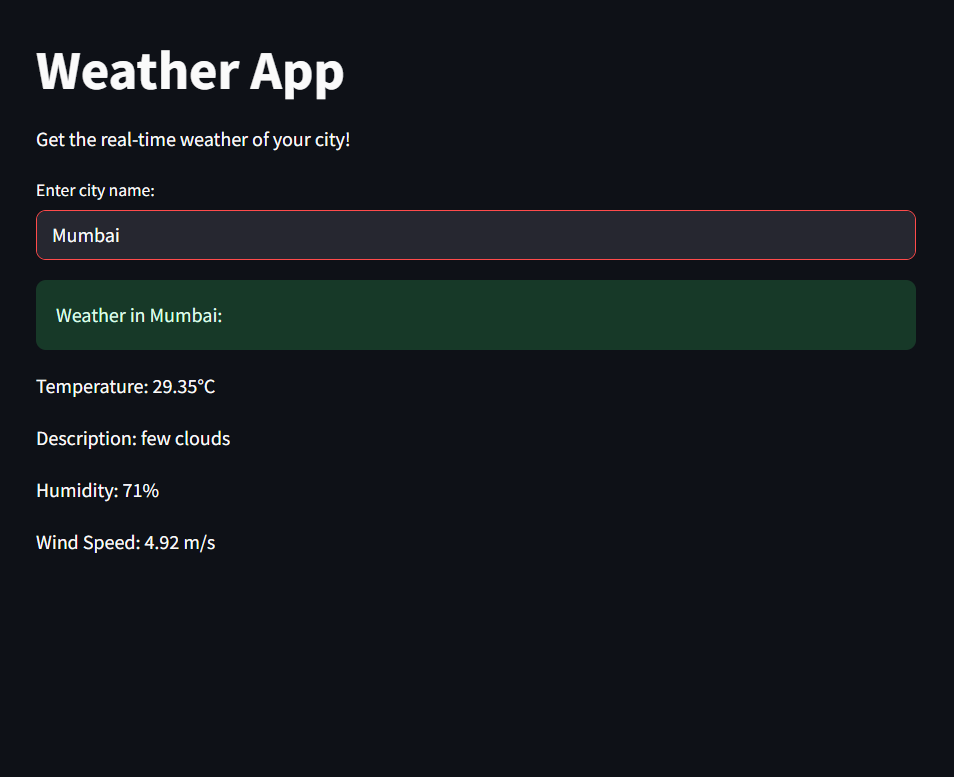 Weather App
Get the real-time weather of your city!
Enter city name:
Mumbai
Weather in Mumbai:
Temperature: 29.35°C
Description: few clouds
Humidity: 71%
Wind Speed: 4.92 m/s